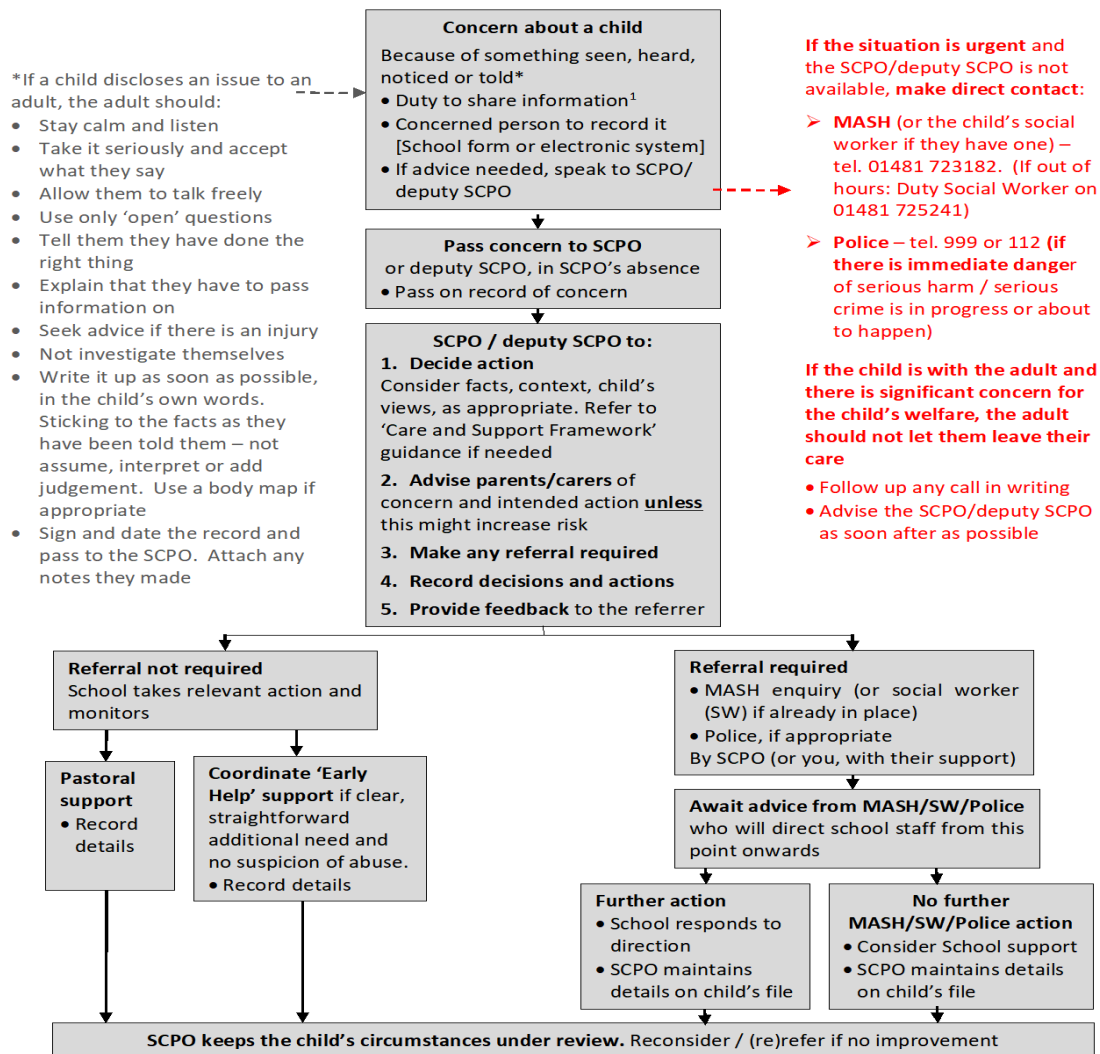 Concern about a child
Because of something seen, heard,
noticed or told*
• Duty to share information¹
• Concerned person to record it
[School form or electronic system]
• If advice needed, speak to SCPO/
deputy SCPO
*If a child discloses an issue to an
adult, the adult should:
• Stay calm and listen
• Take it seriously and accept
what they say
• Allow them to talk freely
• Use only ‘open’ questions
• Tell them they have done the
right thing
• Explain that they have to pass
information on
• Seek advice if there is an injury
• Not investigate themselves
• Write it up as soon as possible,
in the child’s own words.
Sticking to the facts as they
have been told them – not
assume, interpret or add
judgement. Use a body map if
appropriate
• Sign and date the record and
pass to the SCPO. Attach any
notes they made
If the situation is urgent and
the SCPO/deputy SCPO is not
available, make direct contact:
➢ MASH (or the child’s social
worker if they have one) –
tel. 01481 723182. (If out of
hours: Duty Social Worker on
01481 725241)
➢ Police – tel. 999 or 112 (if
there is immediate danger
of serious harm / serious
crime is in progress or about
to happen)
If the child is with the adult and
there is significant concern for
the child’s welfare, the adult
should not let them leave their
care
• Follow up any call in writing
• Advise the SCPO/deputy SCPO
as soon after as possible
Pass concern to SCPO
or deputy SCPO, in SCPO’s absence
• Pass on record of concern
SCPO / deputy SCPO to:
1. Decide action
Consider facts, context, child’s
views, as appropriate. Refer to
‘Care and Support Framework’
guidance if needed
2. Advise parents/carers of
concern and intended action unless
this might increase risk
3. Make any referral required
4. Record decisions and actions
5. Provide feedback to the referrer
Referral not required
School takes relevant action and
monitors
Pastoral
support
• Record
details
Coordinate ‘Early
Help’ support if clear,
straightforward
additional need and
no suspicion of abuse.
• Record details
Referral required
• MASH enquiry (or social worker
(SW) if already in place)
• Police, if appropriate
By SCPO (or you, with their support)
Await advice from MASH/SW/Police
who will direct school staff from this
point onwards
Further action
• School responds to
direction
• SCPO maintains
details on child’s file
No further
MASH/SW/Police action
• Consider School support
• SCPO maintains details
on child’s file
SCPO keeps the child’s circumstances under review. Reconsider / (re)refer if no improvement